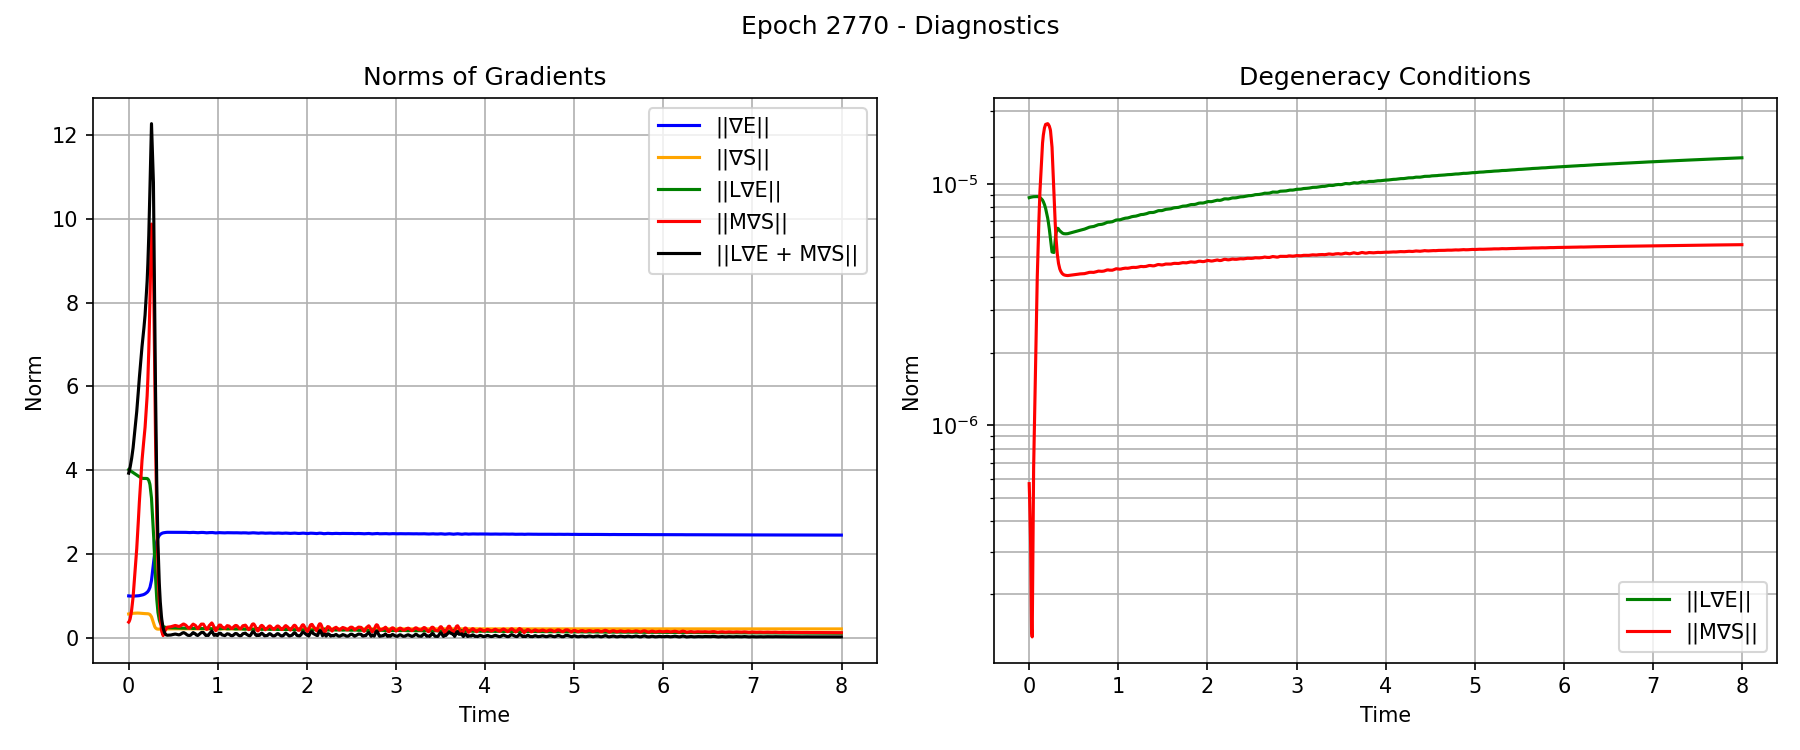 Epoch 2770 - Diagnostics
Norms of Gradients
Norm
12
10
8
6
4
2
0
0 1 2 3 4 5 6 7 8
Time
||∇E||
||∇S||
||L∇E||
||M∇S||
||L∇E + M∇S||
Degeneracy Conditions
Norm
10⁻⁵
10⁻⁶
0 1 2 3 4 5 6 7 8
Time
||L∇E||
||M∇S||